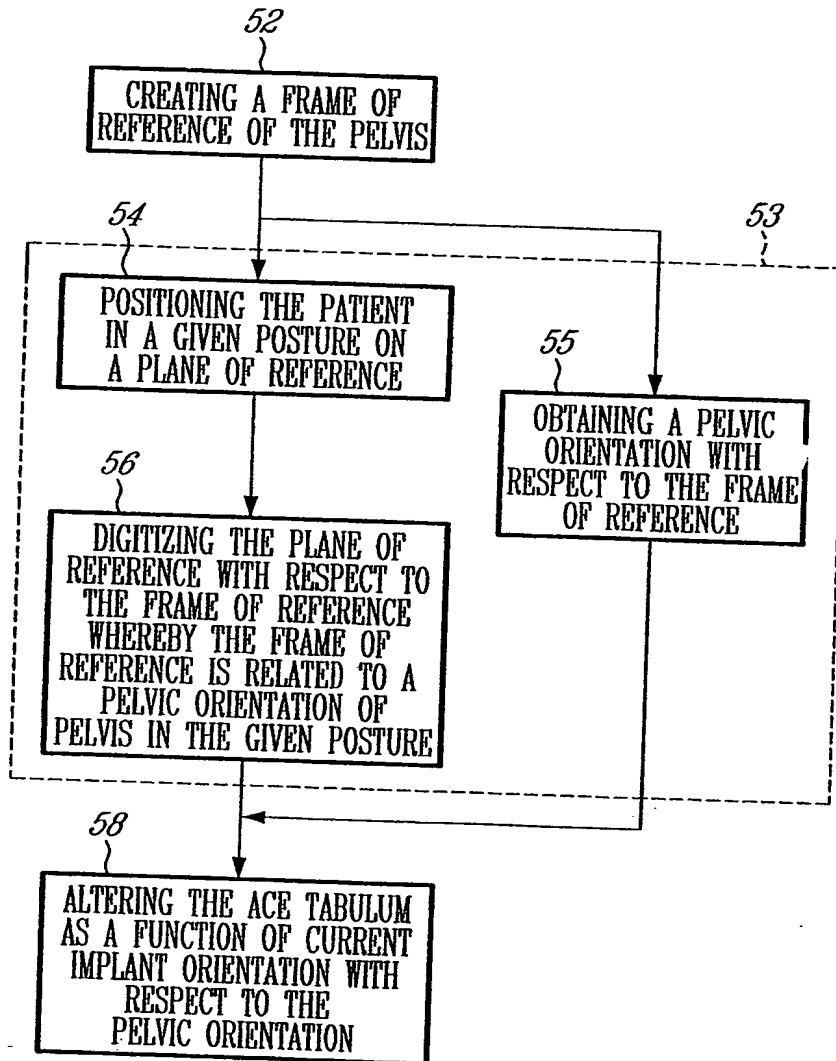 52
CREATING A FRAME OF
REFERENCE OF THE PELVIS
54
53
POSITIONING THE PATIENT
IN A GIVEN POSTURE ON
A PLANE OF REFERENCE
55
OBTAINING A PELVIC
ORIENTATION WITH
RESPECT TO THE FRAME
OF REFERENCE
56
DIGITIZING THE PLANE OF
REFERENCE WITH RESPECT TO
THE FRAME OF REFERENCE
WHEREBY THE FRAME OF
REFERENCE IS RELATED TO A
PELVIC ORIENTATION OF
PELVIS IN THE GIVEN POSTURE
58
ALTERING THE ACE TABULUM
AS A FUNCTION OF CURRENT
IMPLANT ORIENTATION WITH
RESPECT TO THE
PELVIC ORIENTATION